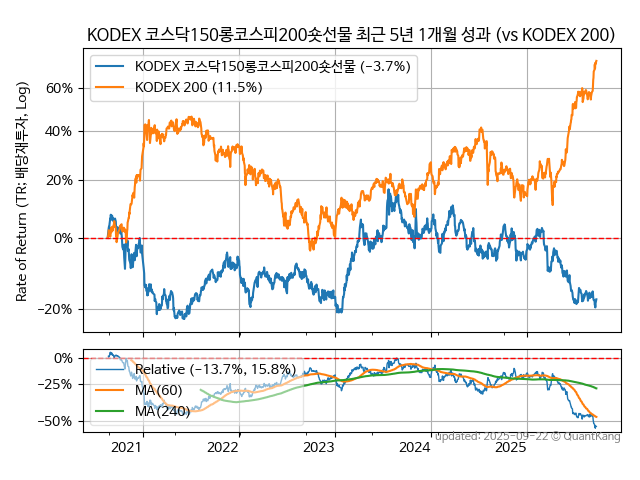 KODEX 코스닥150롱코스피200숏선물 최근 5년 1개월 성과 (vs KODEX 200)
Rate of Return (TR: 배당재투자, Log)
KODEX 코스닥150롱코스피200숏선물 (−3.7%)
KODEX 200 (11.5%)
60%
40%
20%
0%
−20%
0%
−25%
−50%
Relative (−13.7%, 15.8%)
MA(60)
MA(240)
2021 2022 2023 2024 2025
updated: 2025-09-22 © QuantKang